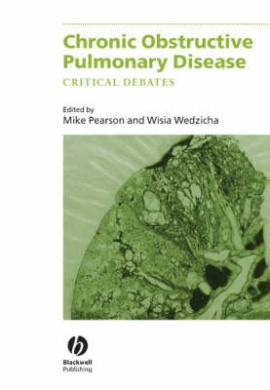 Chronic Obstructive
Pulmonary Disease
CRITICAL DEBATES
Edited by
Mike Pearson and Wisia Wedzicha
Blackwell
Publishing